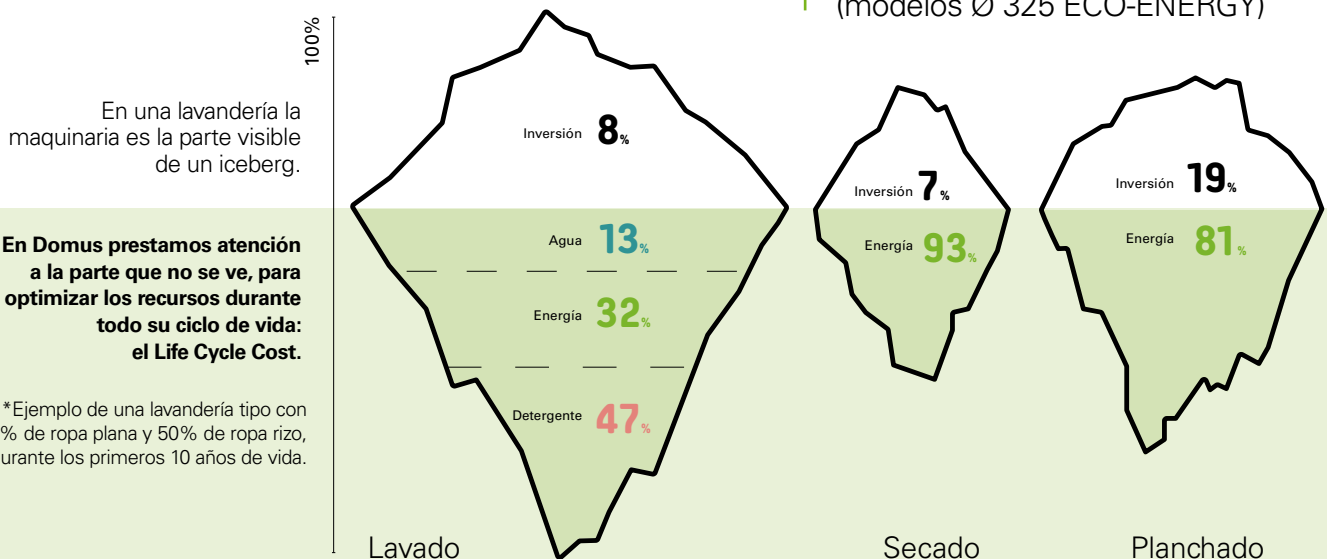 (modelos Ø 325 ECO-ENERGY)
100%
En una lavandería la
maquinaria es la parte visible
de un iceberg.
En Domus prestamos atención
a la parte que no se ve, para
optimizar los recursos durante
todo su ciclo de vida:
el Life Cycle Cost.
*Ejemplo de una lavandería tipo con
% de ropa plana y 50% de ropa rizo,
urante los primeros 10 años de vida.
Inversión 8%
Agua 13%
Energía 32%
Detergente 47%
Lavado
Inversión 7%
Energía 93%
Secado
Inversión 19%
Energía 81%
Planchado